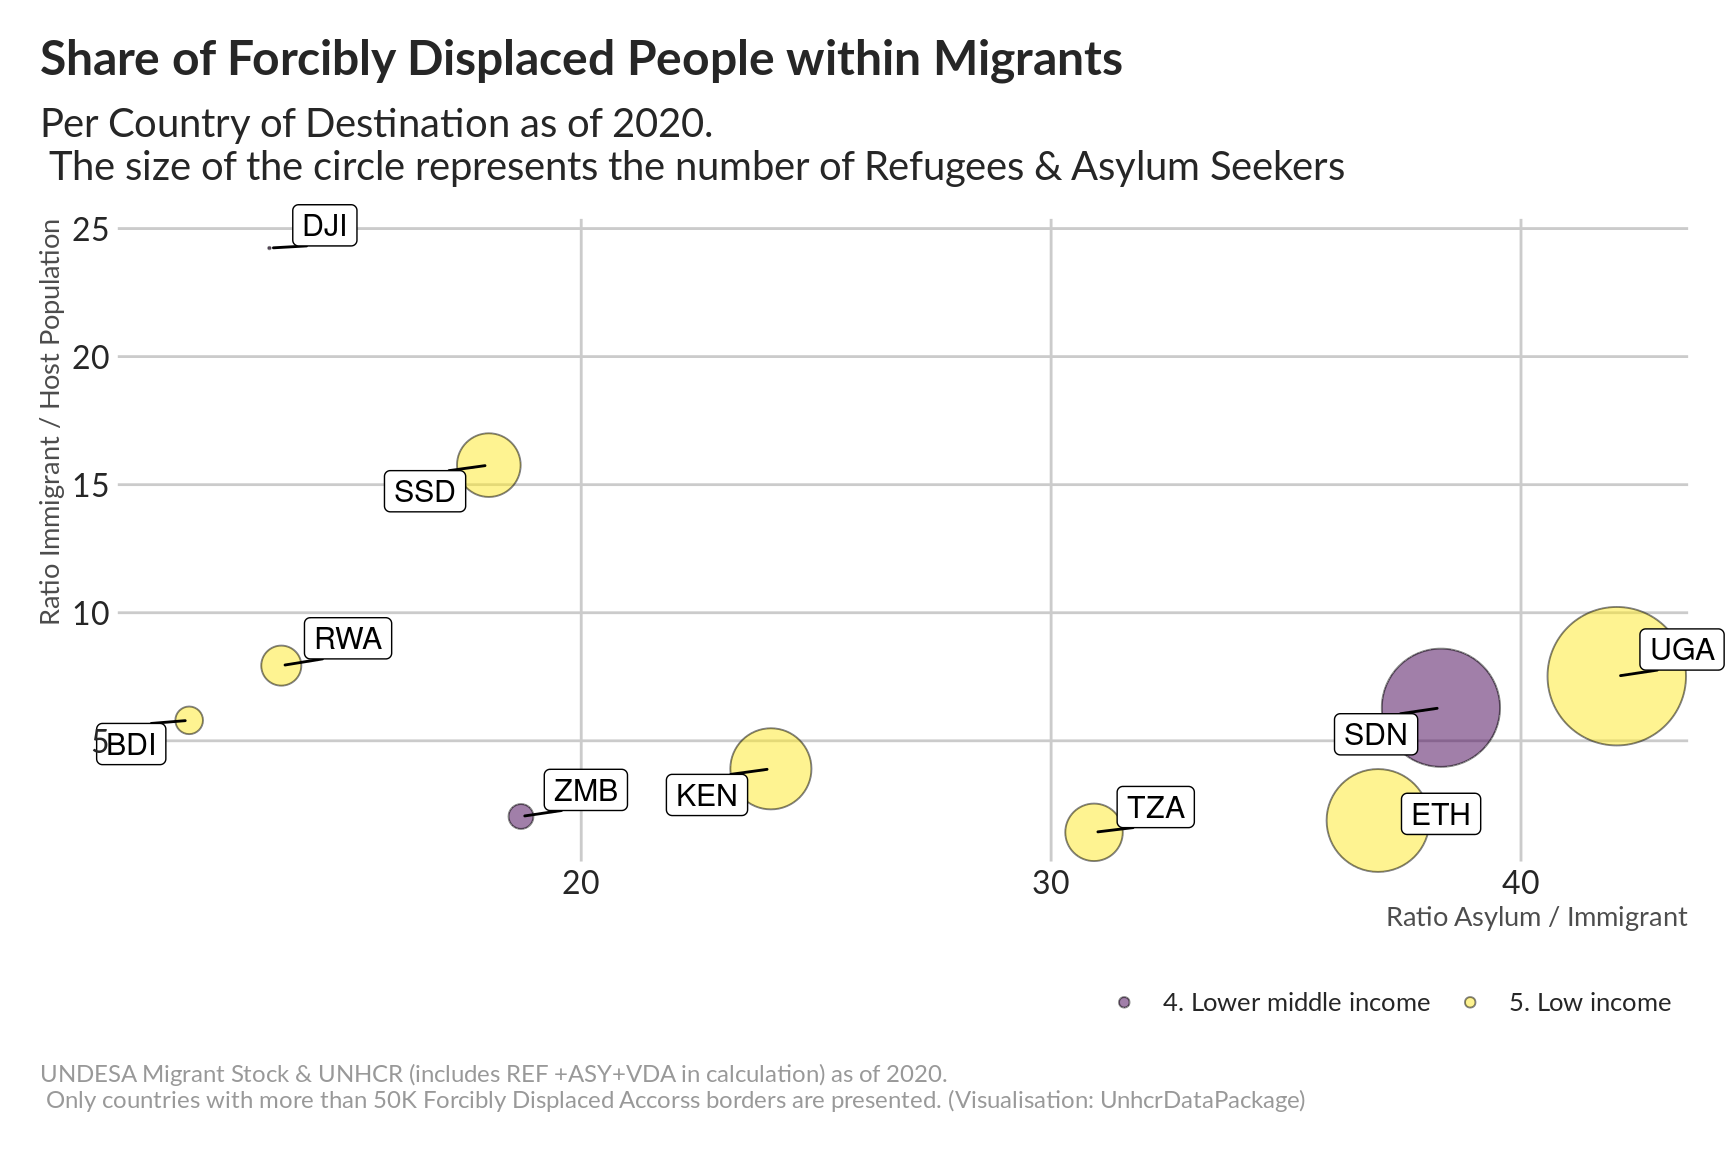 Share of Forcibly Displaced People within Migrants
Per Country of Destination as of 2020.
The size of the circle represents the number of Refugees & Asylum Seekers
Ratio Immigrant / Host Population
25
20
15
10
5
DJI
SSD
RWA
BDI
ZMB
KEN
TZA
SDN
ETH
UGA
20
30
40
Ratio Asylum / Immigrant
4. Lower middle income
5. Low income
UNDESA Migrant Stock & UNHCR (includes REF +ASY+VDA in calculation) as of 2020.
Only countries with more than 50K Forcibly Displaced Accorss borders are presented. (Visualisation: UnhcrDataPackage)